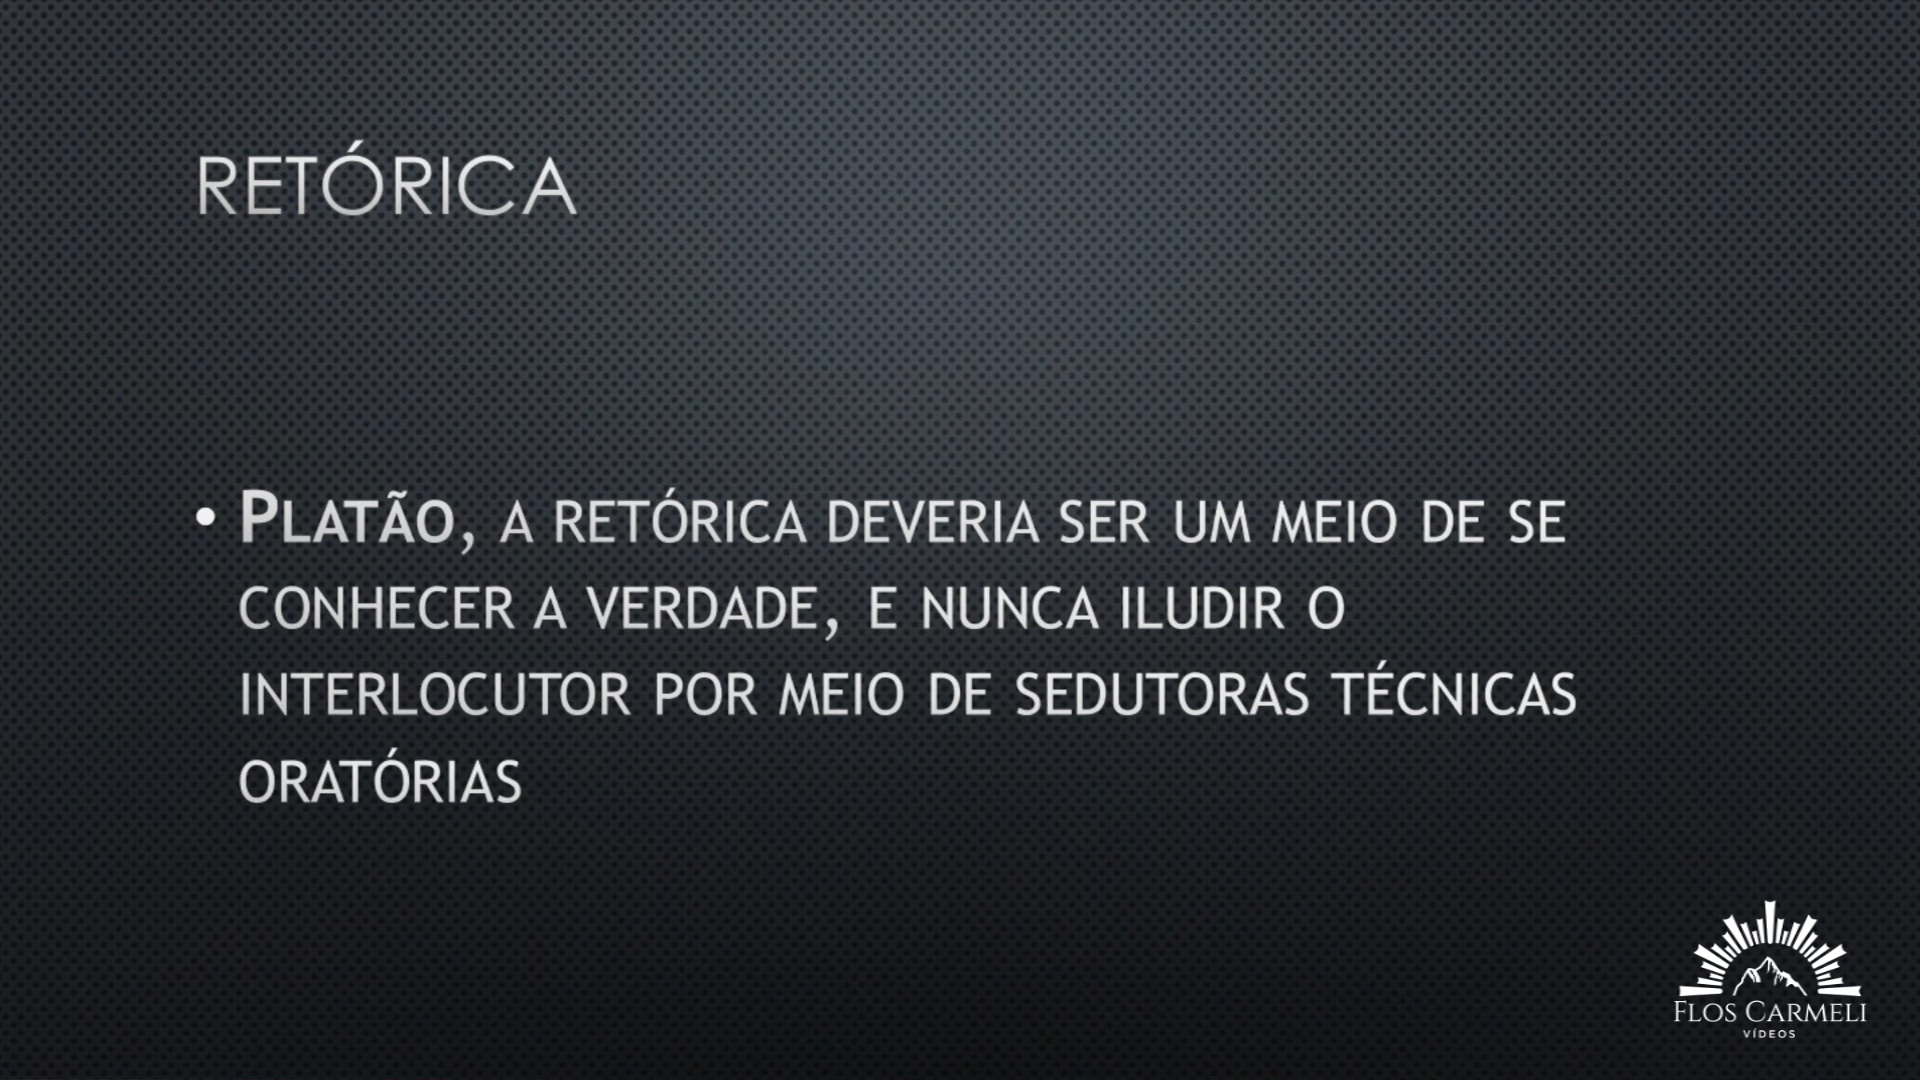 RETÓRICA
• PLATÃO, A RETÓRICA DEVERIA SER UM MEIO DE SE
CONHECER A VERDADE, E NUNCA ILUDIR O
INTERLOCUTOR POR MEIO DE SEDUTORAS TÉCNICAS
ORATÓRIAS
FLOS CARMELI
VÍDEOS